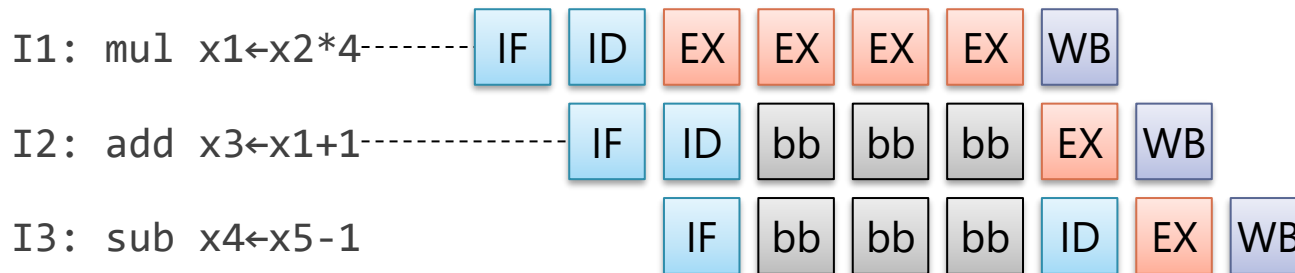 I1: mul x1←x2*4 IF ID EX EX EX EX WB
I2: add x3←x1+1 IF ID bb bb bb EX WB
I3: sub x4←x5-1 IF bb bb bb ID EX WB